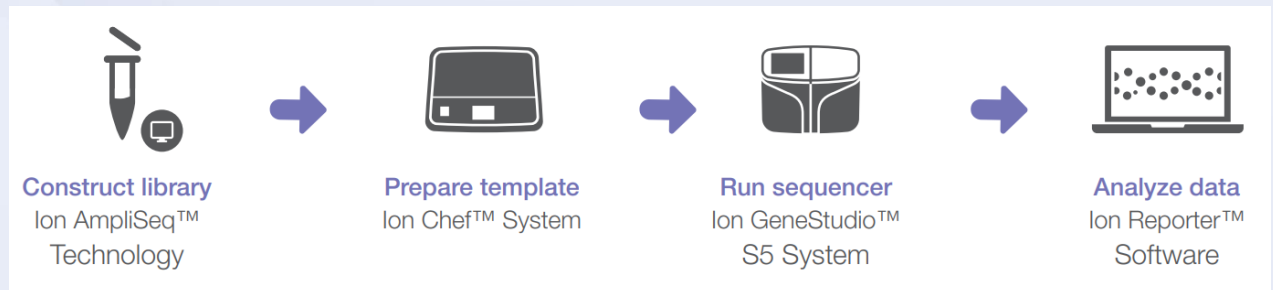 Construct library
Ion AmpliSeq™
Technology
Prepare template
Ion Chef™ System
Run sequencer
Ion GeneStudio™
S5 System
Analyze data
Ion Reporter™
Software